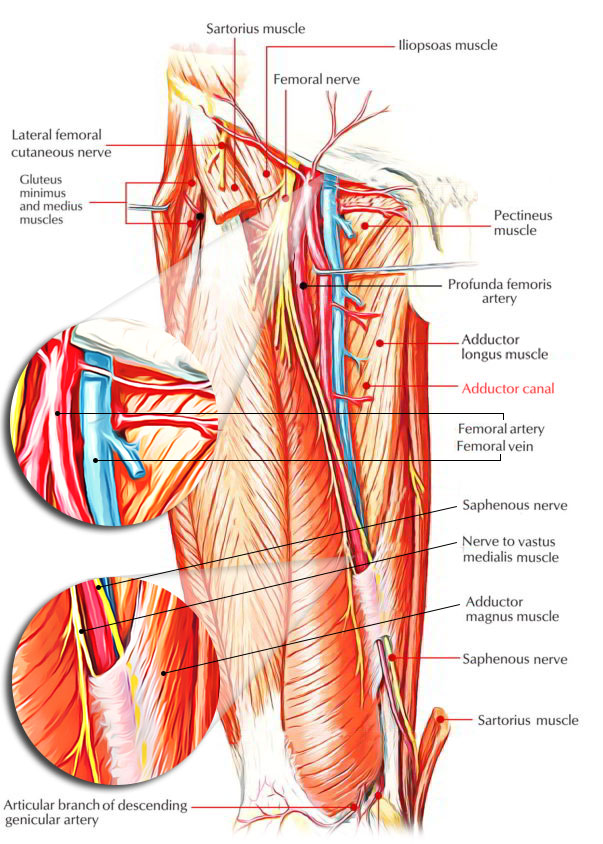 Sartorius muscle
Iliopsoas muscle
Femoral nerve
Lateral femoral
cutaneous nerve
Gluteus
minimus
and medius
muscles
Pectineus
muscle
Profunda femoris
artery
Adductor
longus muscle
Adductor canal
Femoral artery
Femoral vein
Saphenous nerve
Nerve to vastus
medialis muscle
Adductor
magnus muscle
Saphenous nerve
Sartorius muscle
Articular branch of descending
genicular artery